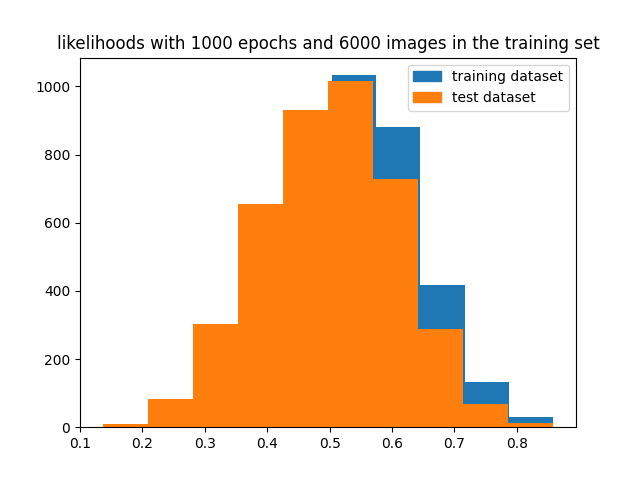 likelihoods with 1000 epochs and 6000 images in the training set
training dataset
test dataset
1000
800
600
400
200
0
0.1 0.2 0.3 0.4 0.5 0.6 0.7 0.8